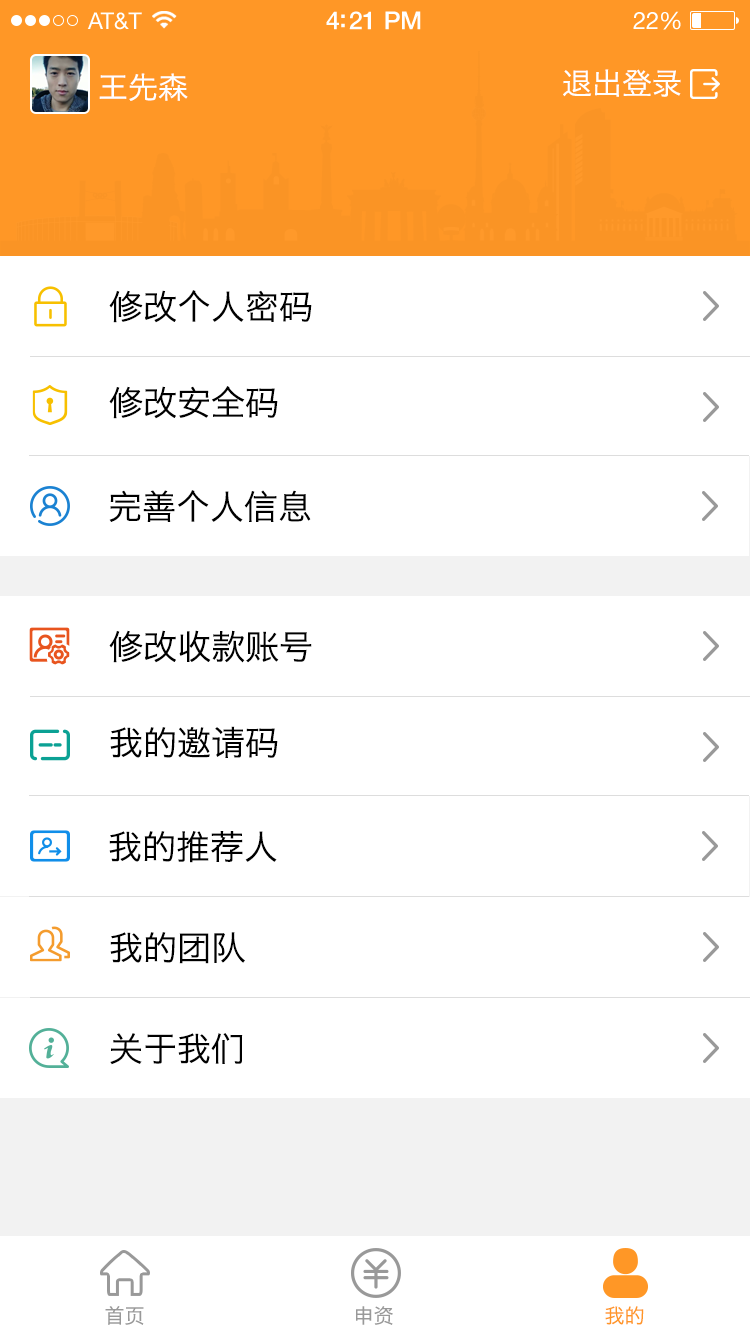 AT&T 4:21 PM 22%
王先森 退出登录
修改个人密码
修改安全码
完善个人信息
修改收款账号
我的邀请码
我的推荐人
我的团队
关于我们
首页 申资 我的